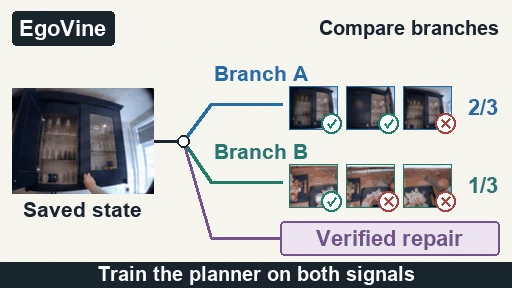 EgoVine
Compare branches
Branch A
2/3
Branch B
1/3
Saved state
Verified repair
Train the planner on both signals